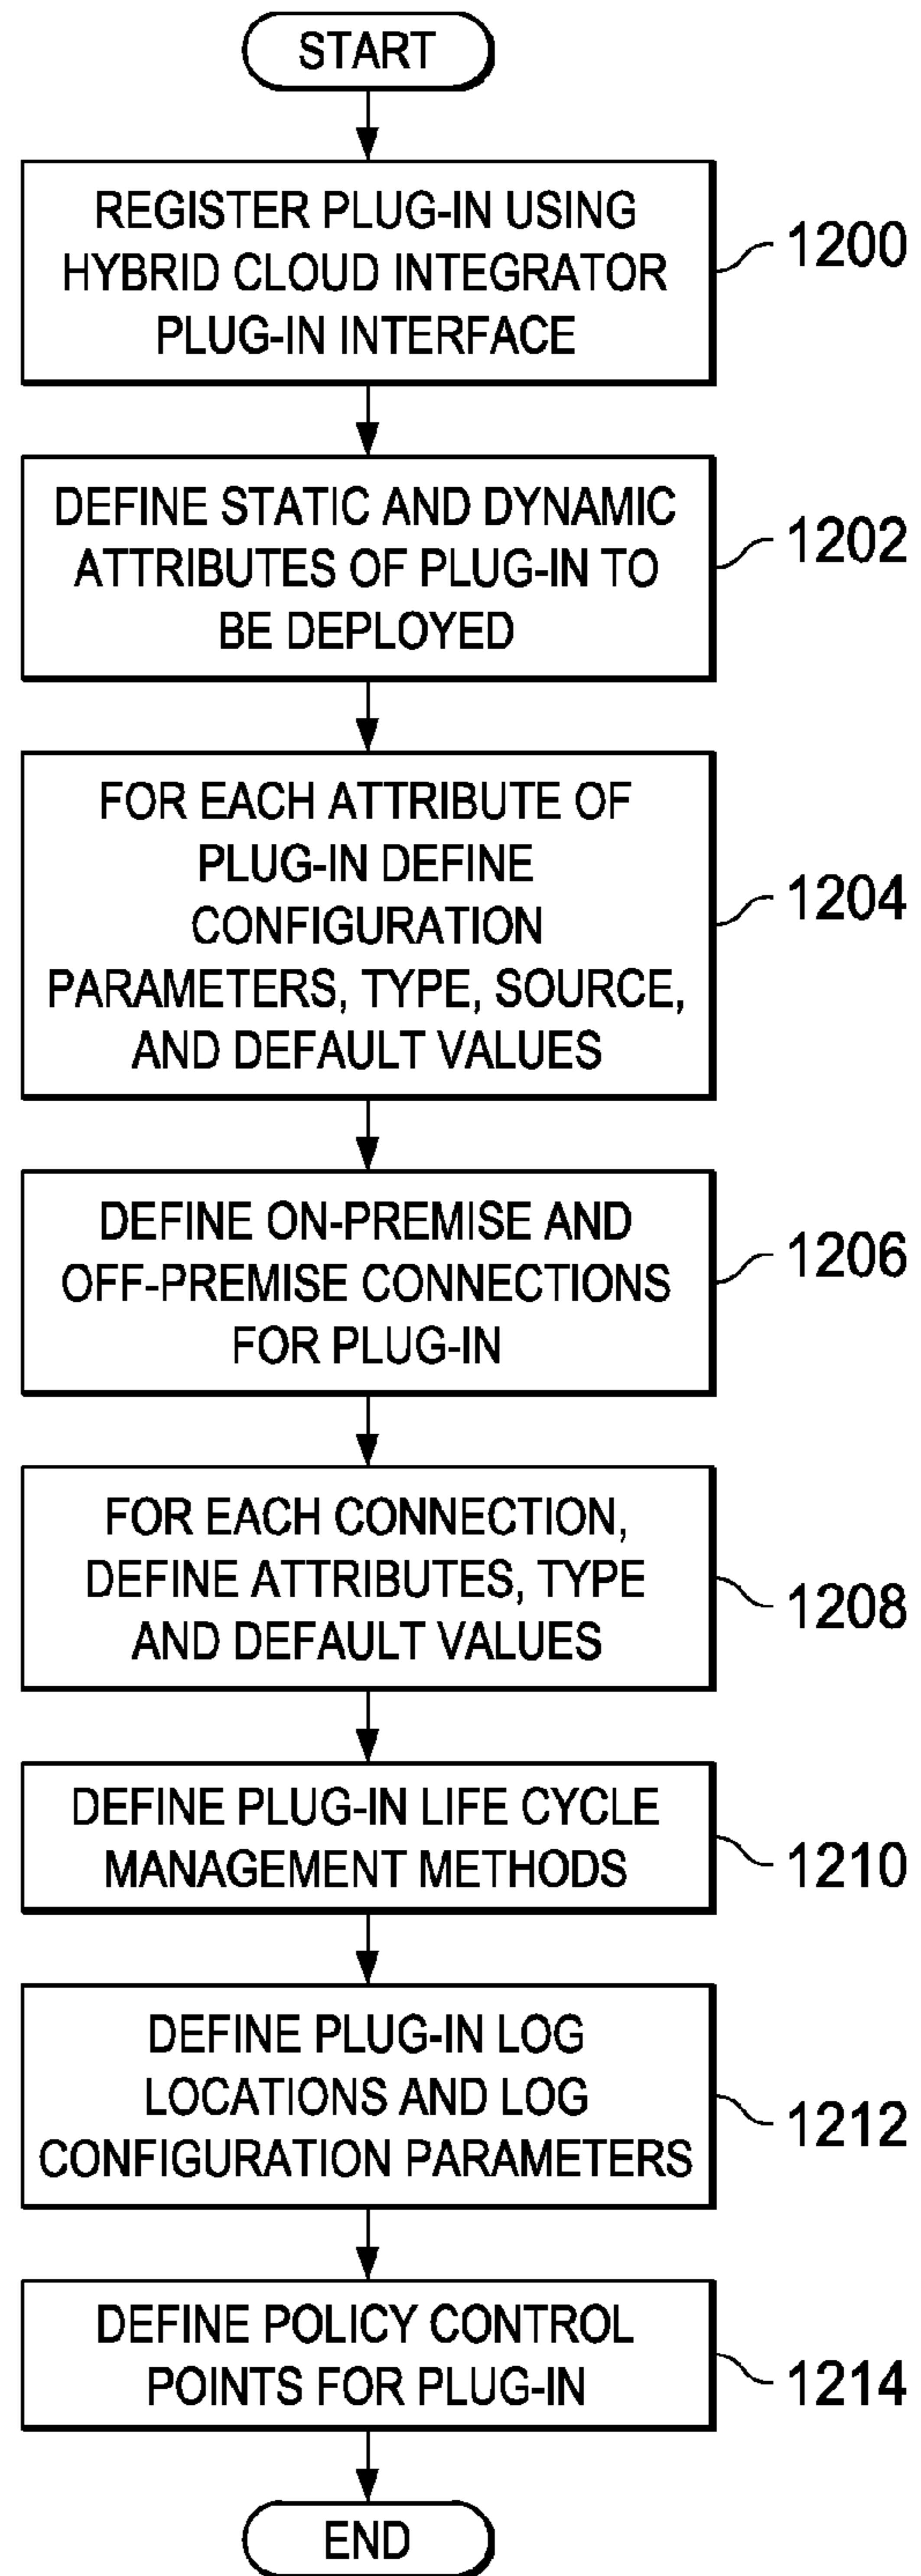 START
REGISTER PLUG-IN USING
HYBRID CLOUD INTEGRATOR
PLUG-IN INTERFACE
1200
DEFINE STATIC AND DYNAMIC
ATTRIBUTES OF PLUG-IN TO
BE DEPLOYED
1202
FOR EACH ATTRIBUTE OF
PLUG-IN DEFINE
CONFIGURATION
PARAMETERS, TYPE, SOURCE,
AND DEFAULT VALUES
1204
DEFINE ON-PREMISE AND
OFF-PREMISE CONNECTIONS
FOR PLUG-IN
1206
FOR EACH CONNECTION,
DEFINE ATTRIBUTES, TYPE
AND DEFAULT VALUES
1208
DEFINE PLUG-IN LIFE CYCLE
MANAGEMENT METHODS
1210
DEFINE PLUG-IN LOG
LOCATIONS AND LOG
CONFIGURATION PARAMETERS
1212
DEFINE POLICY CONTROL
POINTS FOR PLUG-IN
1214
END